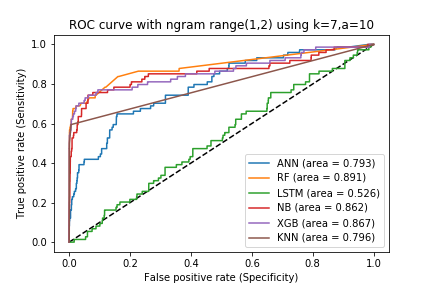 ROC curve with ngram range(1,2) using k=7,a=10
True positive rate (Sensitivity)
1.0
0.8
0.6
0.4
0.2
0.0
ANN (area = 0.793)
RF (area = 0.891)
LSTM (area = 0.526)
NB (area = 0.862)
XGB (area = 0.867)
KNN (area = 0.796)
0.0 0.2 0.4 0.6 0.8 1.0
False positive rate (Specificity)